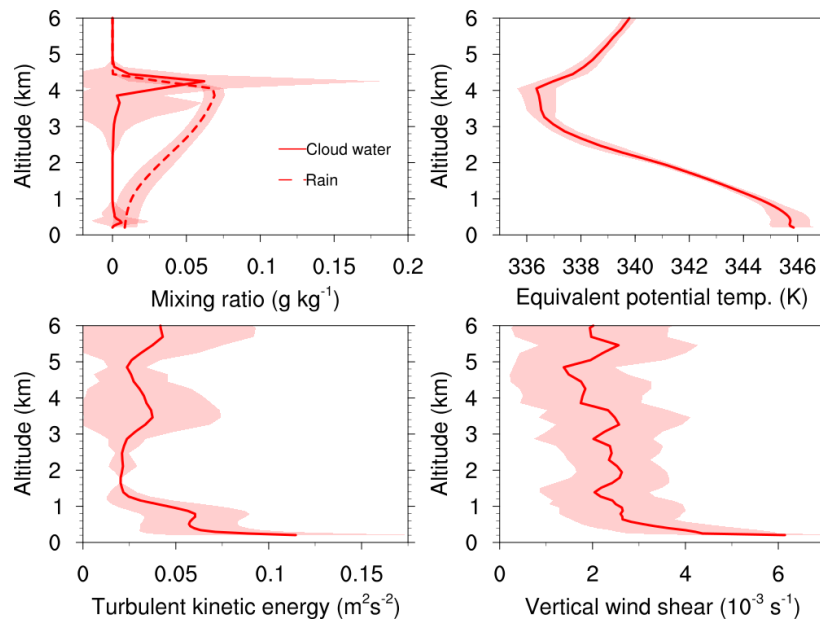 6
5
4
3
2
1
0
Altitude (km)
Cloud water
Rain
0 0.05 0.1 0.15 0.2
Mixing ratio (g kg-1)
6
5
4
3
2
1
0
Altitude (km)
336 338 340 342 344 346
Equivalent potential temp. (K)
6
5
4
3
2
1
0
Altitude (km)
0 0.05 0.1 0.15
Turbulent kinetic energy (m2s-2)
6
5
4
3
2
1
0
Altitude (km)
0 2 4 6
Vertical wind shear (10-3 s-1)